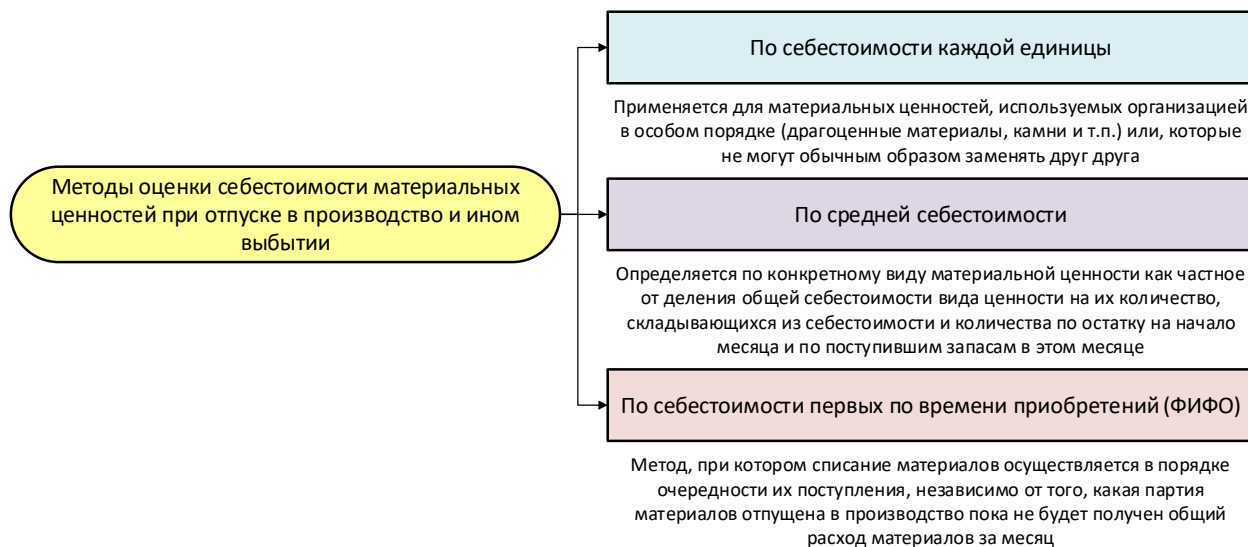 Методы оценки себестоимости материальных
ценностей при отпуске в производство и ином
выбытии
По себестоимости каждой единицы
Применяется для материальных ценностей, используемых организацией
в особом порядке (драгоценные материалы, камни и т.п.) или, которые
не могут обычным образом заменять друг друга
По средней себестоимости
Определяется по конкретному виду материальной ценности как частное
от деления общей себестоимости вида ценности на их количество,
складывающихся из себестоимости и количества по остатку на начало
месяца и по поступившим запасам в этом месяце
По себестоимости первых по времени приобретений (ФИФО)
Метод, при котором списание материалов осуществляется в порядке
очередности их поступления, независимо от того, какая партия
материалов отпущена в производство пока не будет получен общий
расход материалов за месяц